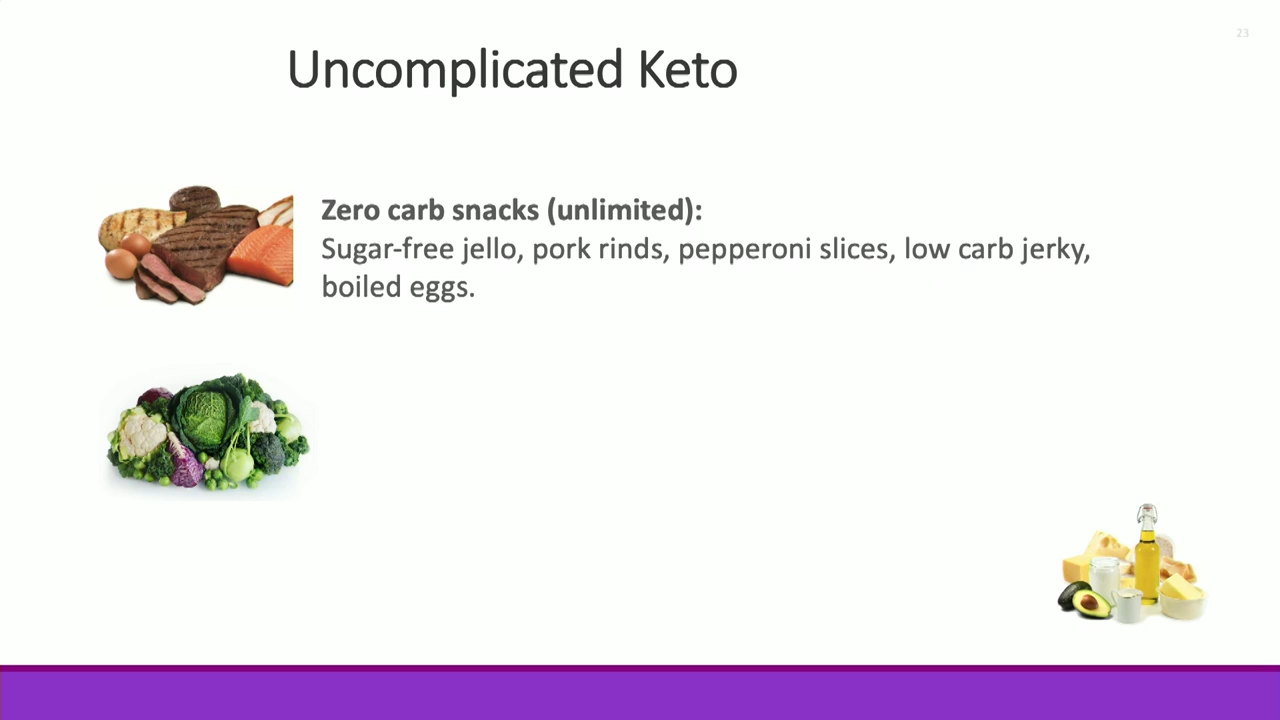 23
Uncomplicated Keto
Zero carb snacks (unlimited):
Sugar-free jello, pork rinds, pepperoni slices, low carb jerky,
boiled eggs.